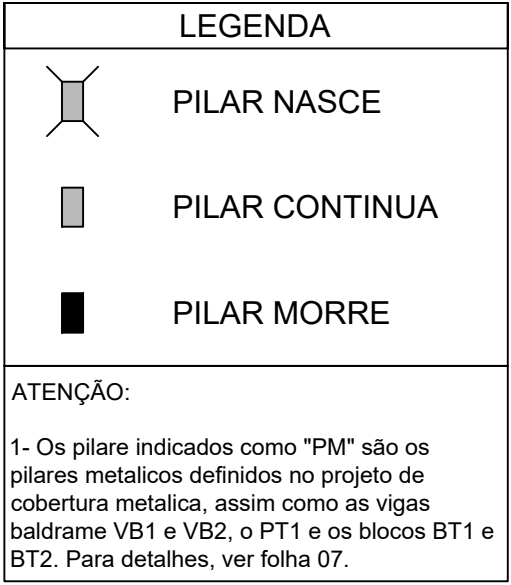 LEGENDA
PILAR NASCE
PILAR CONTINUA
PILAR MORRE
ATENÇÃO:
1- Os pilare indicados como "PM" são os
pilares metalicos definidos no projeto de
cobertura metalica, assim como as vigas
baldrame VB1 e VB2, o PT1 e os blocos BT1 e
BT2. Para detalhes, ver folha 07.